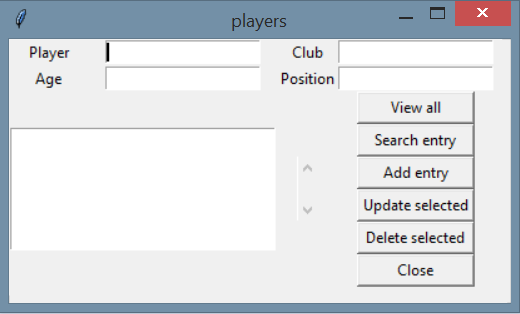 players
Player
Club
Age
Position
View all
Search entry
Add entry
Update selected
Delete selected
Close